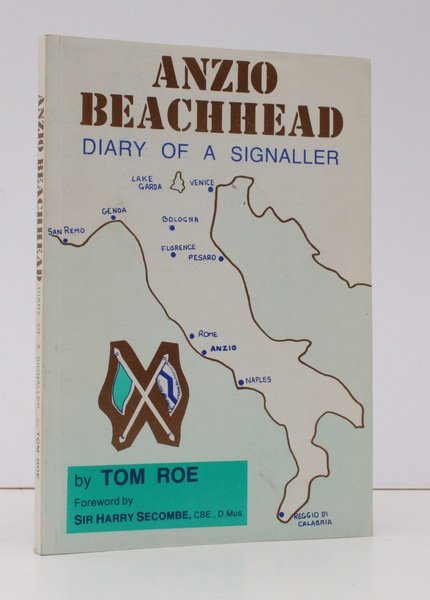 ANZIO
BEACHHEAD
DIARY OF A SIGNALLER
LAKE
GARDA
VENICE
GENOA
SAN REMO
BOLOGNA
FLORENCE
PESARO
ROME
ANZIO
NAPLES
REGGIO DI
CALABRIA
by TOM ROE
Foreword by
SIR HARRY SECOMBE, CBE., D.Mus.
ANZIO BEACHHEAD DIARY OF A SIGNALLER by TOM ROE